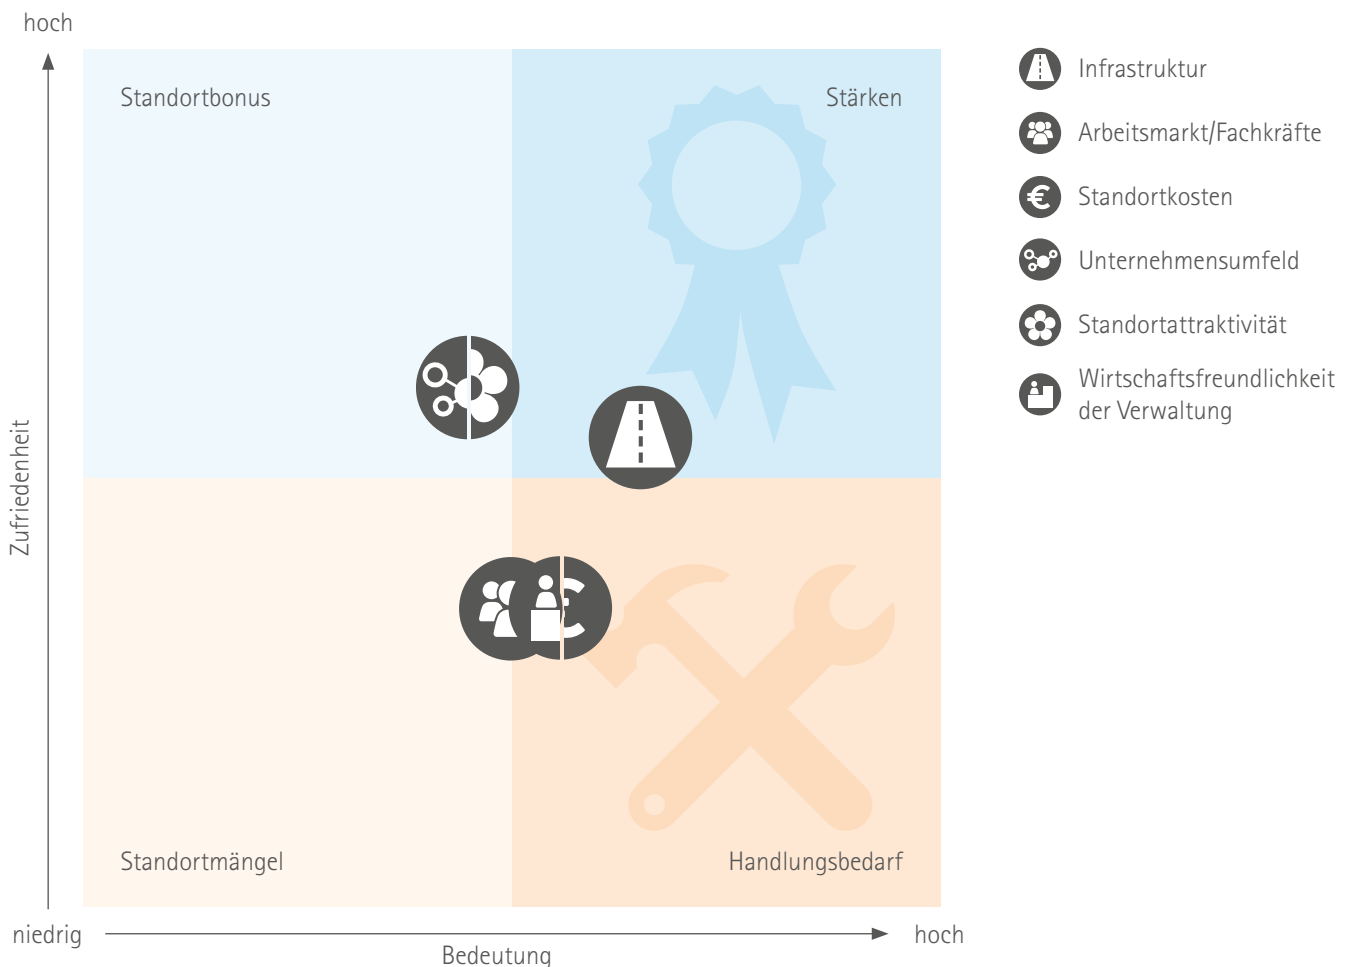 hoch
Standortbonus
Stärken
Zufriedenheit
Standortmängel
Handlungsbedarf
niedrig
Bedeutung
hoch
Infrastruktur
Arbeitsmarkt/Fachkräfte
€
Standortkosten
Unternehmensumfeld
Standortattraktivität
Wirtschaftsfreundlichkeit
der Verwaltung